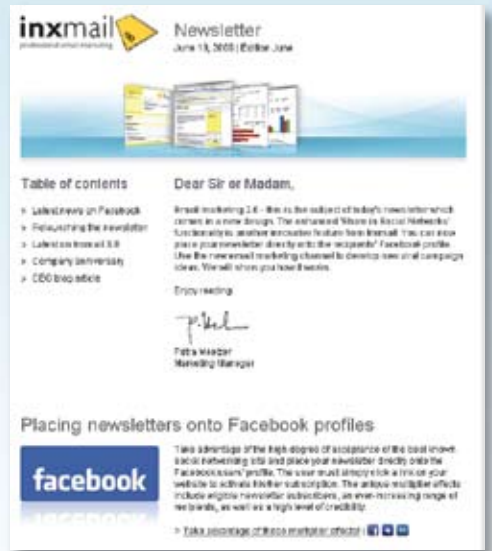 inxmail
professional email marketing
Newsletter
June | Edition June
Table of contents
Dear Sir or Madam,
» Latest news on Facebook
» Relaunching the newsletter
» Latest on Inxmail
» Company anniversary
» CEO blog article
Email marketing 2.0 - this is the subject of today's newsletter which
comes in a new design. The enhanced 'Share in Social Networks'
functionality is another innovative feature from Inxmail: You can now
place your newsletter directly onto the recipients' Facebook profile.
Use the new email marketing channel to develop new viral campaign
ideas. We will show you how it works.
Enjoy reading
Petra
Marketing Manager
Placing newsletters onto Facebook profiles
facebook
Take advantage of the high degree of acceptance of the best known
social networking site and place your newsletter directly onto the
Facebook users' profile. The user must simply click a link on your
website to activate his/her subscription. The unique multiplier effects
include eligible newsletter subscribers, an ever-increasing range of
recipients, as well as a high level of credibility.
» Take advantage of these multiplier effects! |